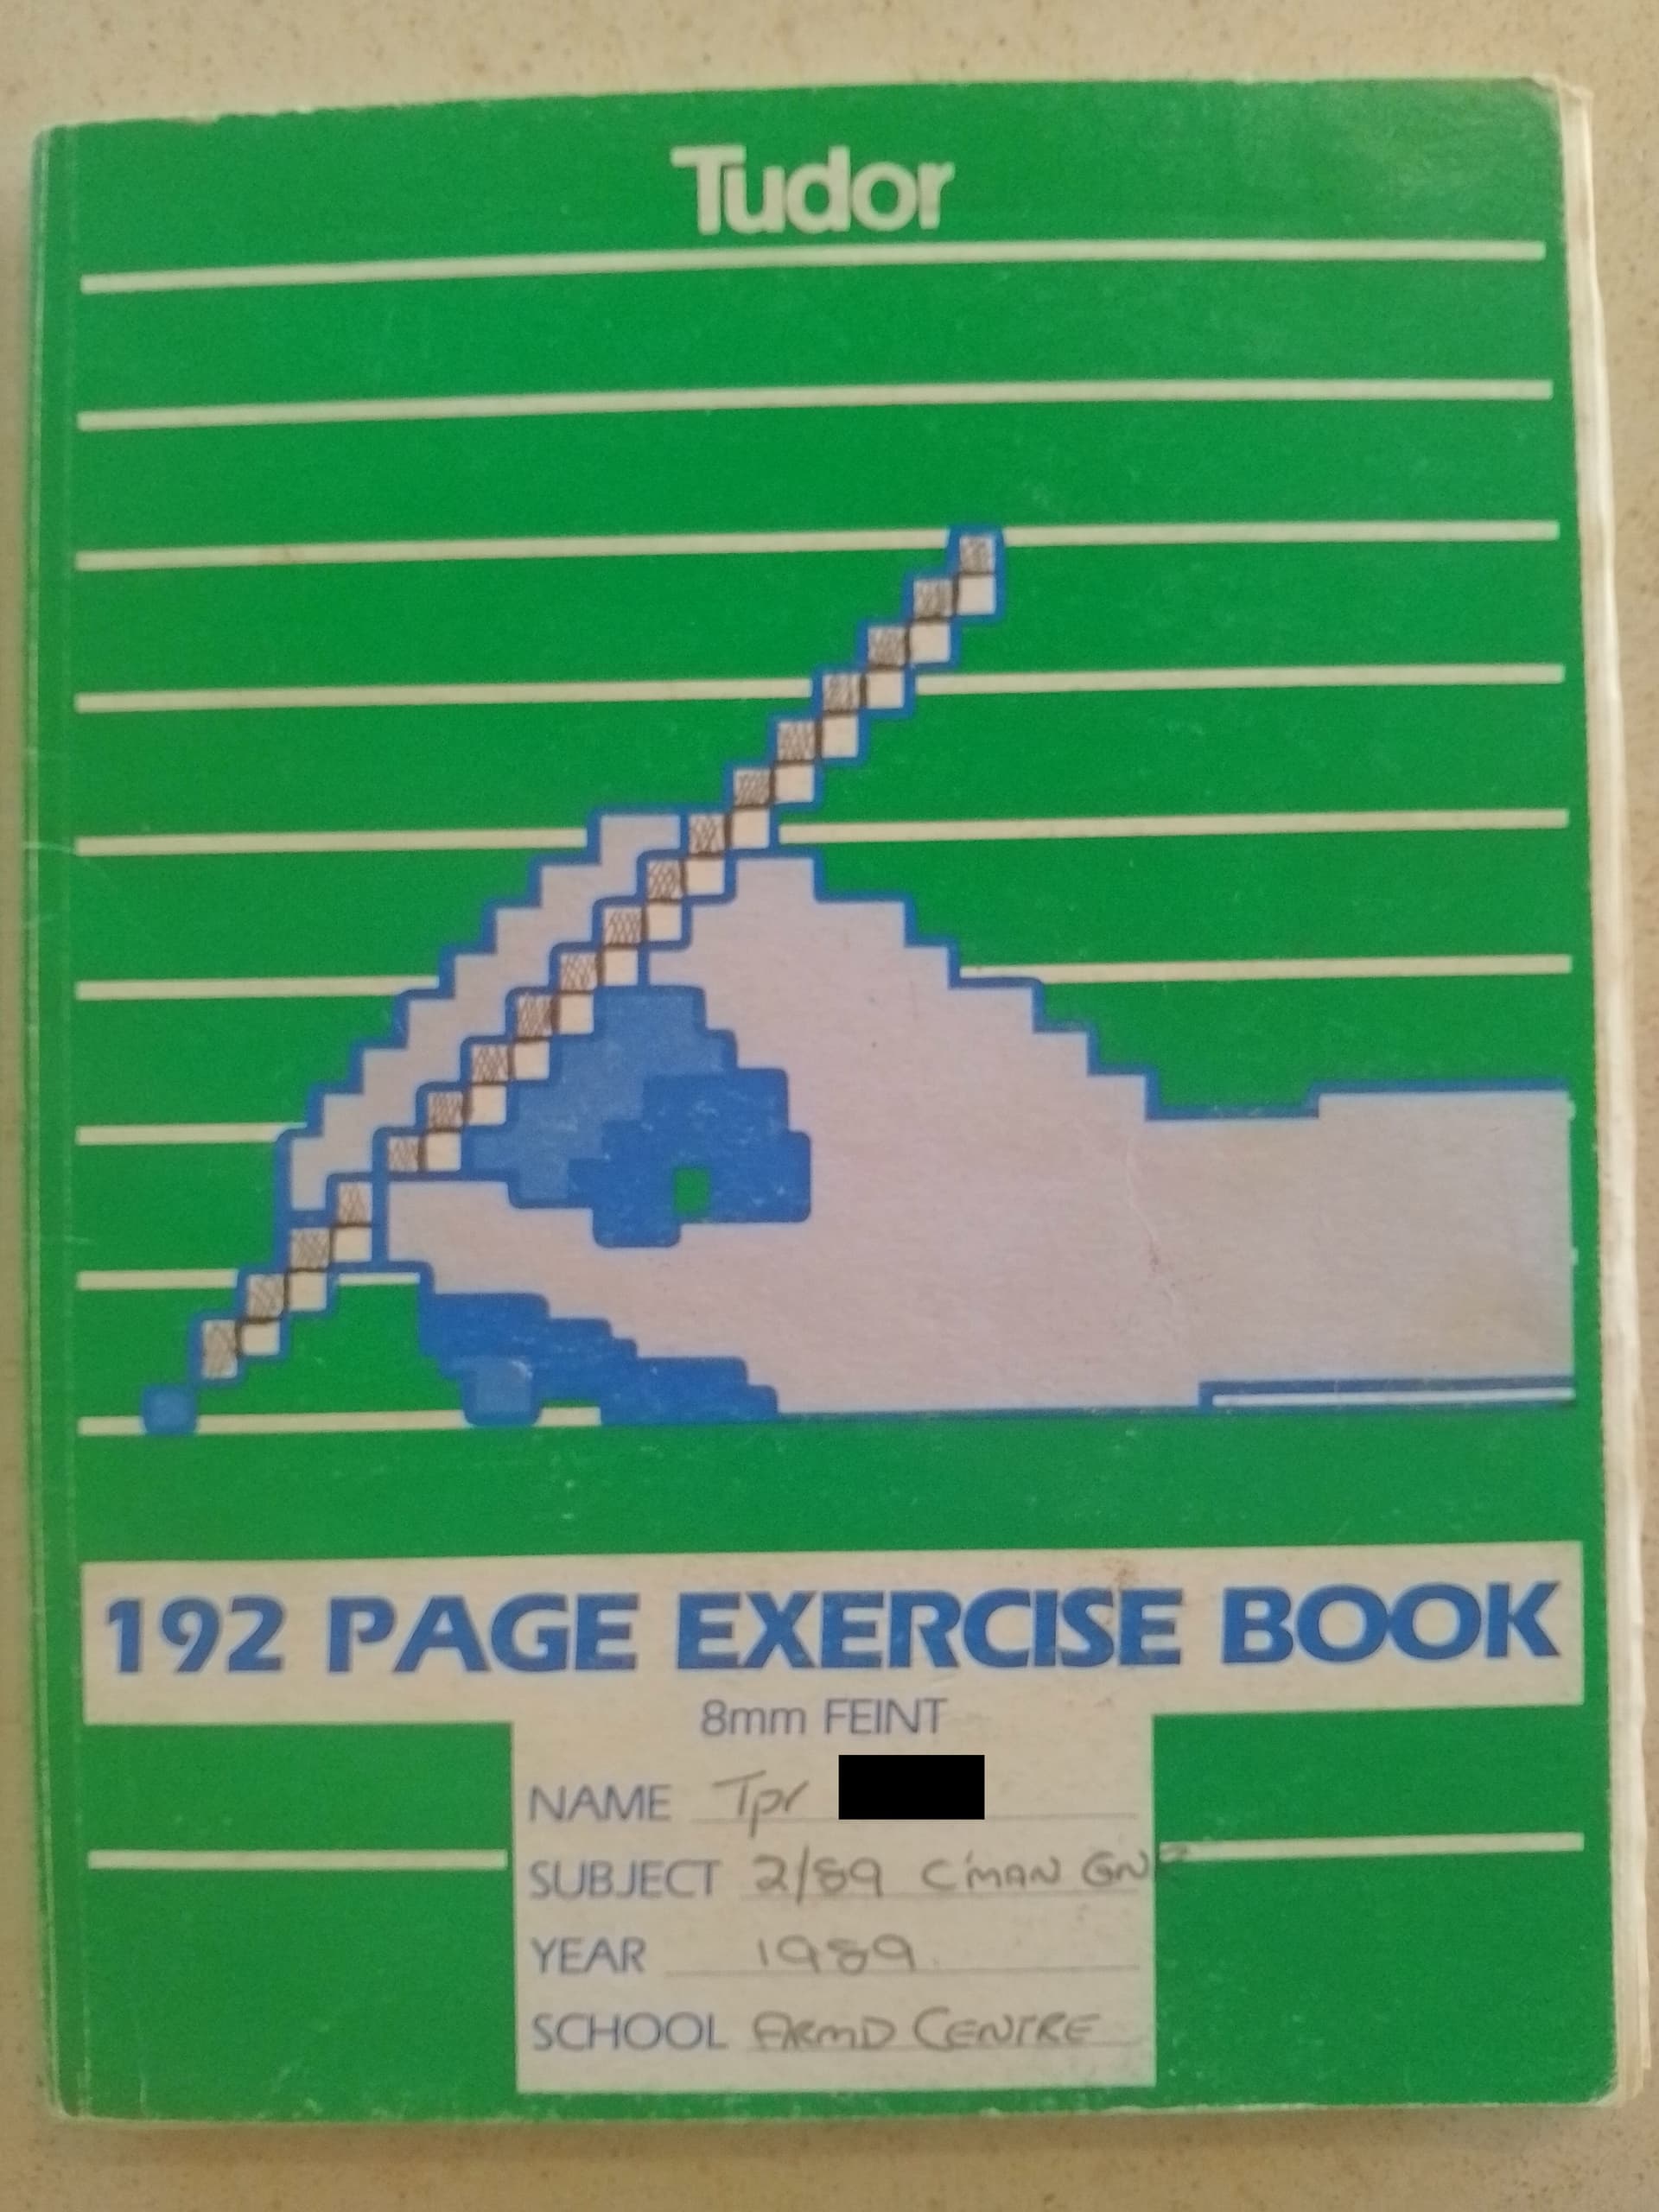 Tudor
192 PAGE EXERCISE BOOK
8mm FEINT
NAME Tpr
SUBJECT 2/89 C'MAN GNR
YEAR 1989.
SCHOOL ARMD CENTRE